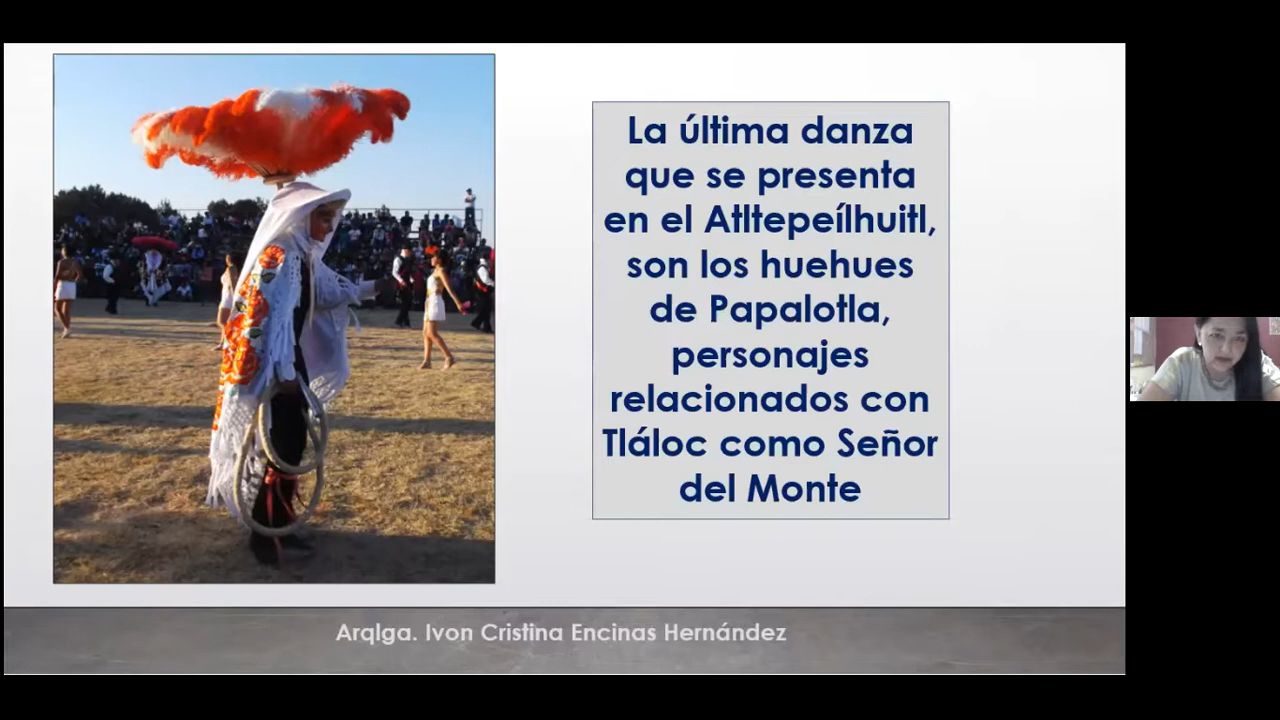 La última danza
que se presenta
en el Atltepeílhuitl,
son los huehues
de Papalotla,
personajes
relacionados con
Tláloc como Señor
del Monte
Arqlga. Ivon Cristina Encinas Hernández